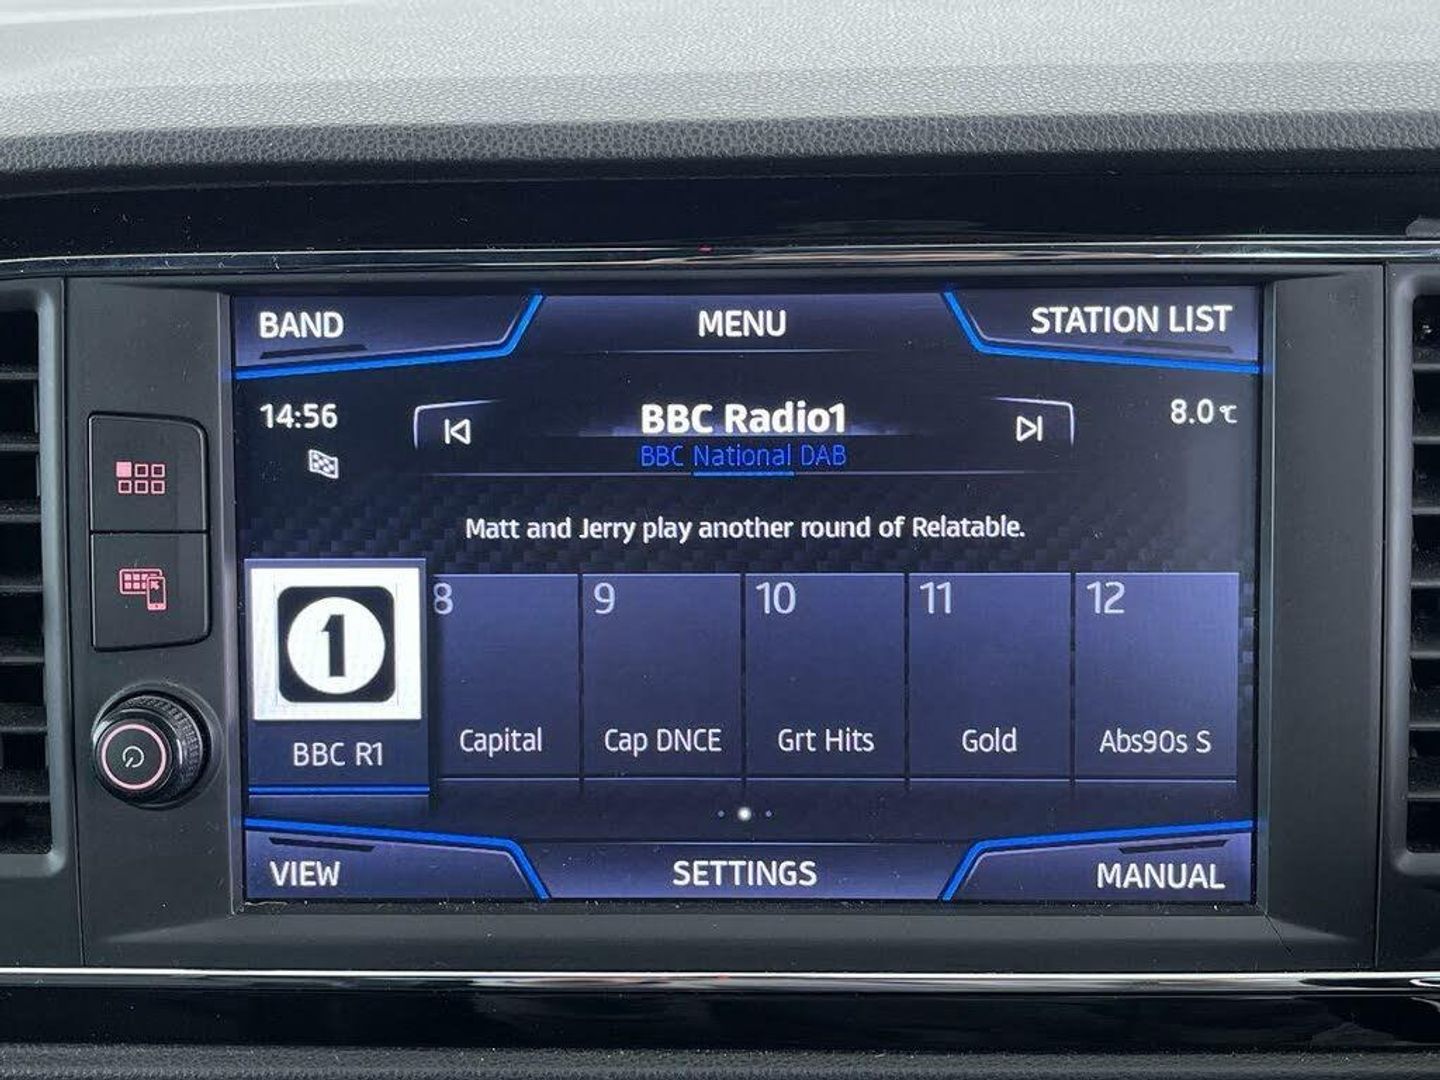 BAND MENU STATION LIST
14:56 BBC Radio1 8.0 °C
BBC National DAB
Matt and Jerry play another round of Relatable.
1 8 9 10 11 12
BBC R1 Capital Cap DNCE Grt Hits Gold Abs90s S
VIEW SETTINGS MANUAL